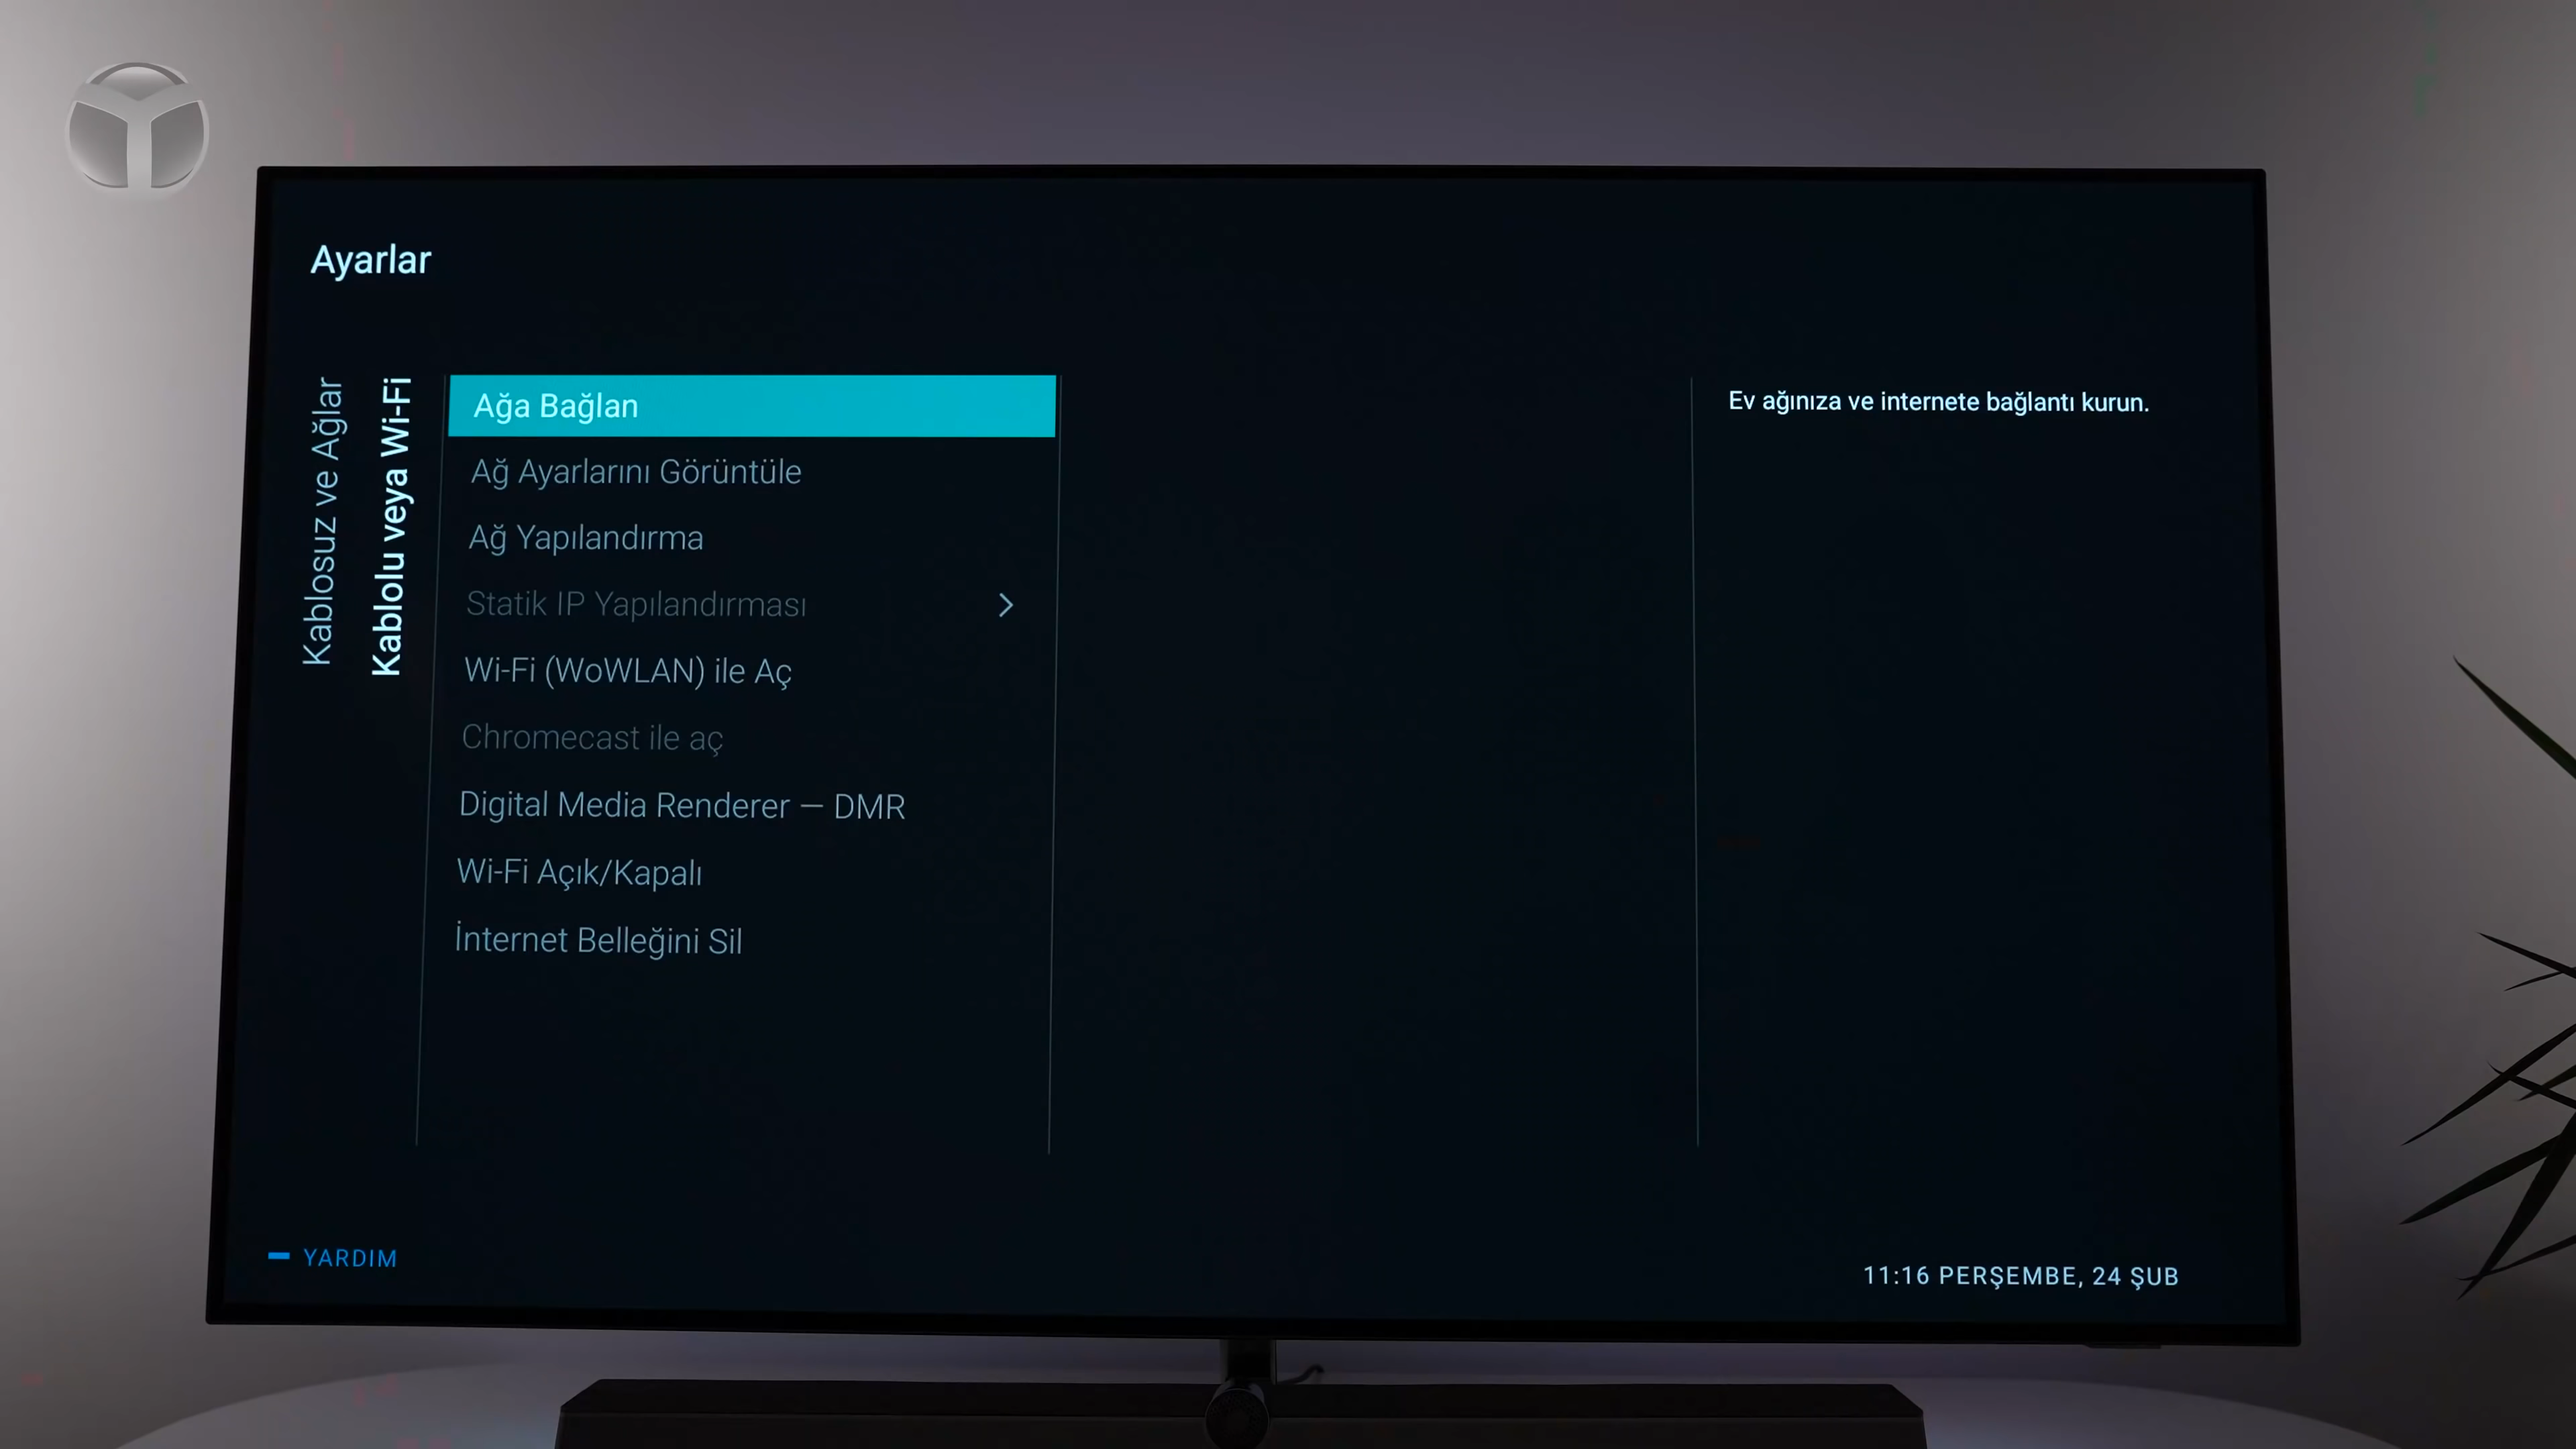 Ayarlar
Kablosuz ve Ağlar
Kablolu veya Wi-Fi
Ağa Bağlan
Ağ Ayarlarını Görüntüle
Ağ Yapılandırma
Statik IP Yapılandırması
Wi-Fi (WoWLAN) ile Aç
Chromecast ile aç
Digital Media Renderer — DMR
Wi-Fi Açık/Kapalı
İnternet Belleğini Sil
Ev ağınıza ve internete bağlantı kurun.
YARDIM
11:16 PERŞEMBE, 24 ŞUB